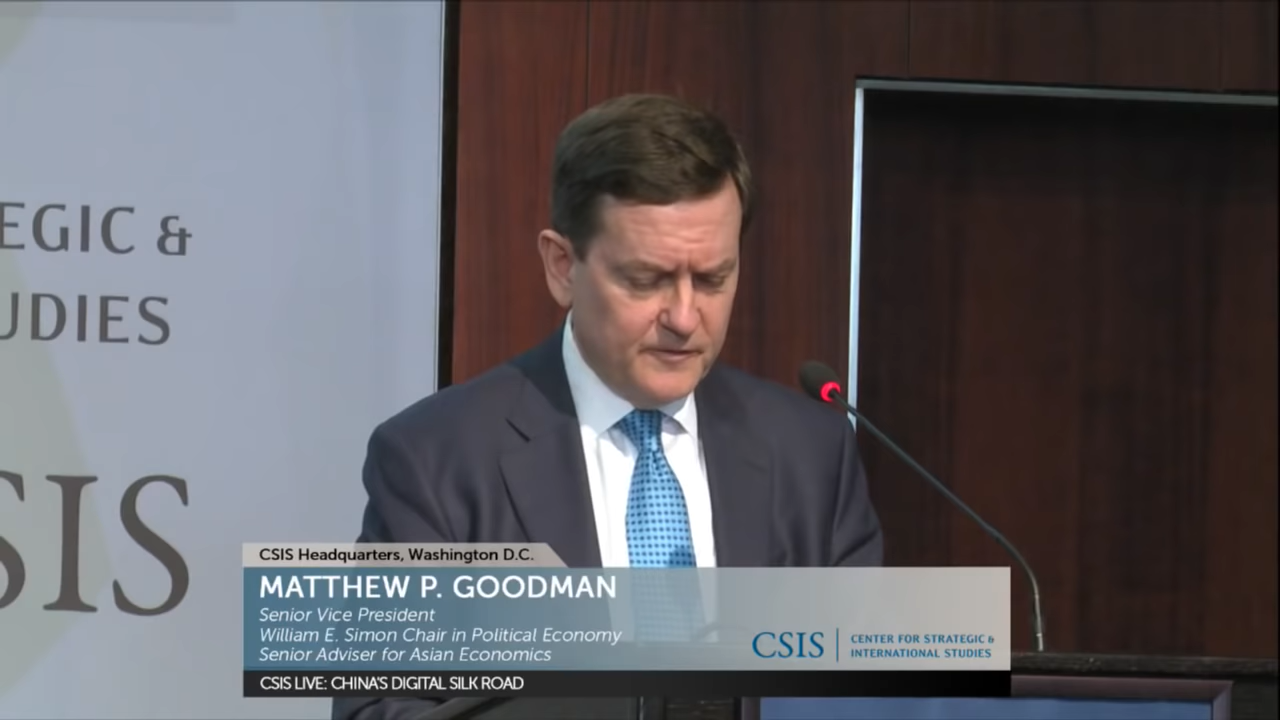 EGIC &
UDIES
SIS
CSIS Headquarters, Washington D.C.
MATTHEW P. GOODMAN
Senior Vice President
William E. Simon Chair in Political Economy
Senior Adviser for Asian Economics
CSIS
CENTER FOR STRATEGIC &
INTERNATIONAL STUDIES
CSIS LIVE: CHINA'S DIGITAL SILK ROAD